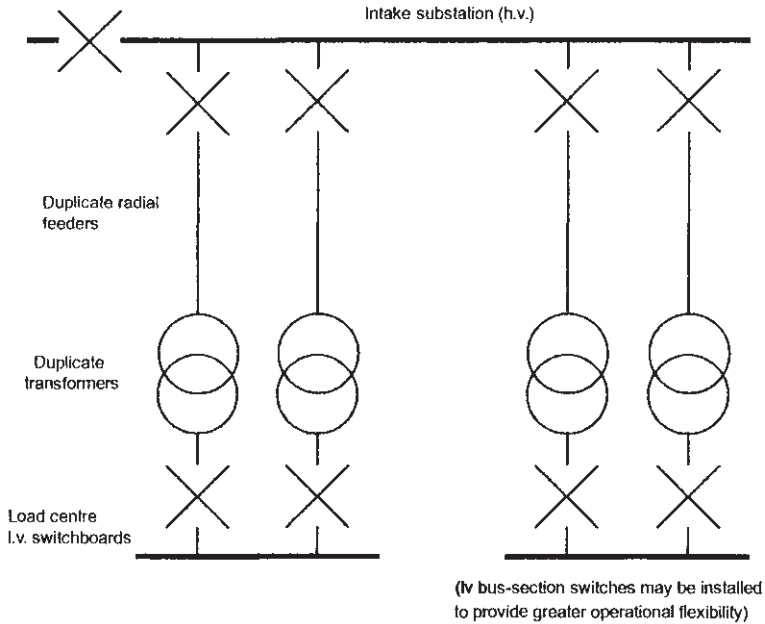 Intake substation (h.v.)
Duplicate radial
feeders
Duplicate
transformers
Load centre
l.v. switchboards
(lv bus-section switches may be installed
to provide greater operational flexibility)